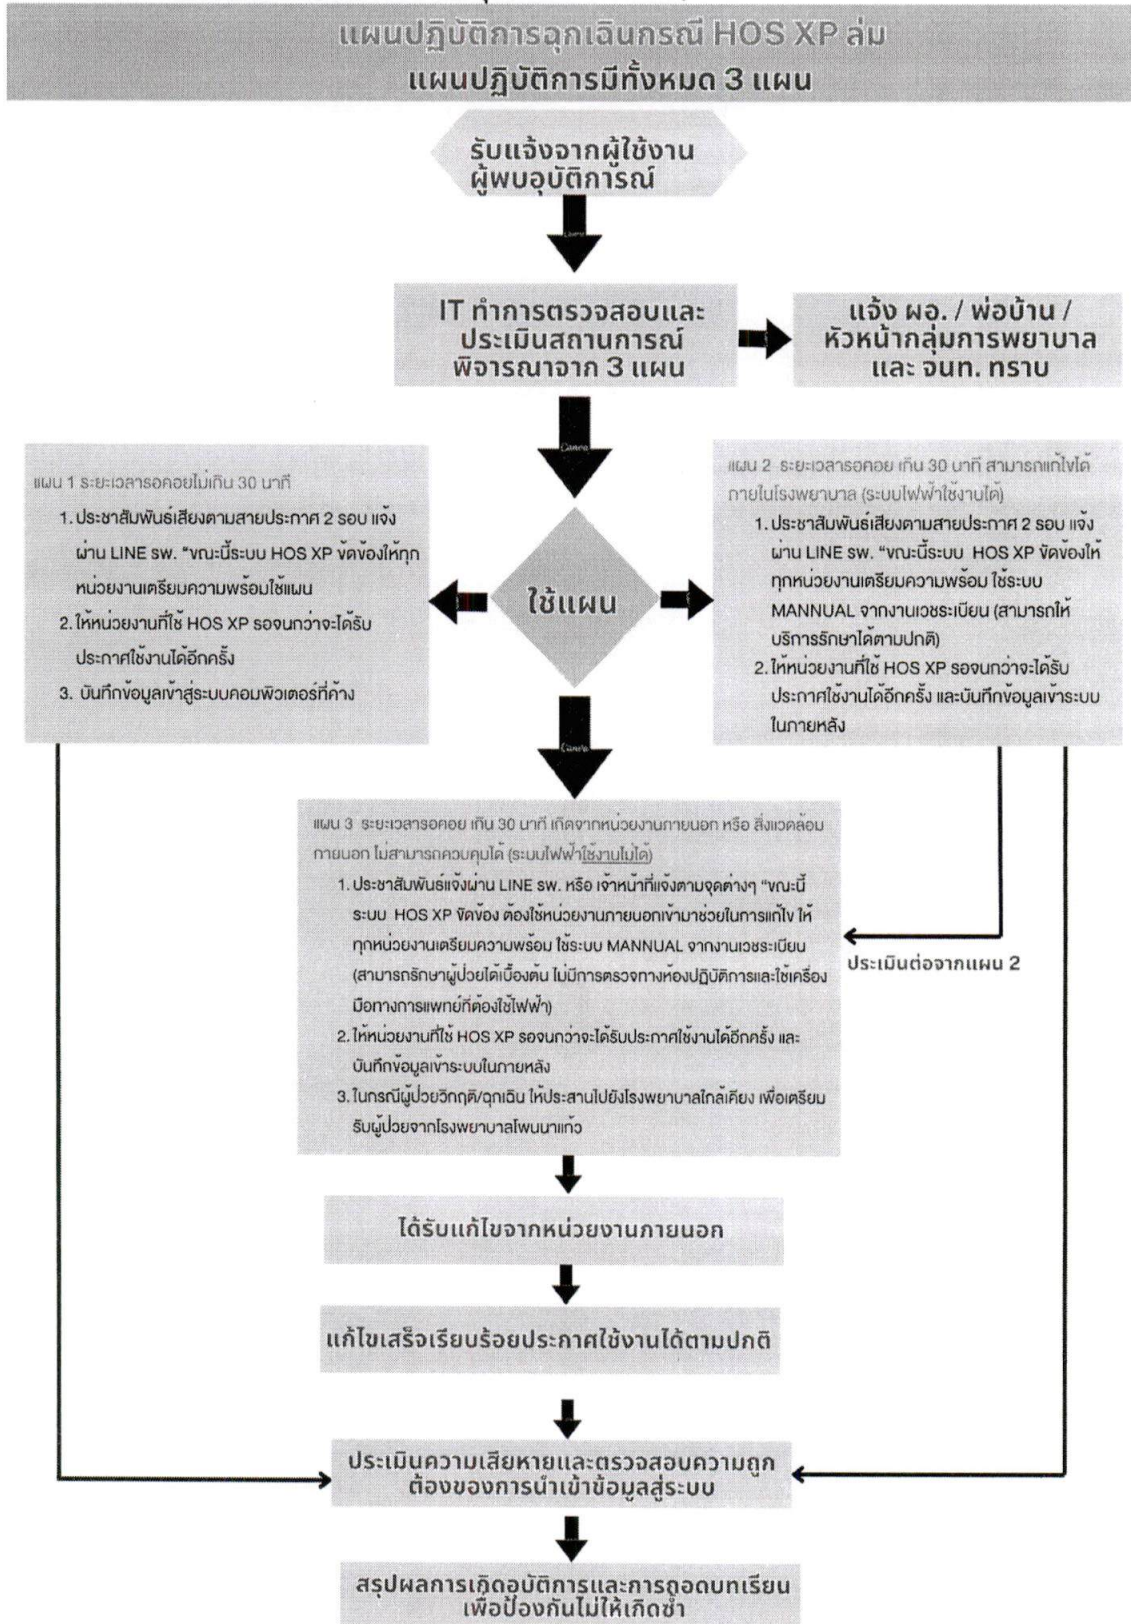 แผนปฏิบัติการฉุกเฉินกรณี HOS XP ล่ม
แผนปฏิบัติการมีทั้งหมด 3 แผน
รับแจ้งจากผู้ใช้งาน
ผู้พบอุบัติการณ์
IT ทำการตรวจสอบและ
ประเมินสถานการณ์
พิจารณาจาก 3 แผน
แจ้ง ผอ. / พ่อบ้าน /
หัวหน้ากลุ่มการพยาบาล
และ จนท. ทราบ
แผน 1 ระยะเวลารอคอยไม่เกิน 30 นาที
1. ประชาสัมพันธ์เสียงตามสายประกาศ 2 รอบ แจ้ง
ผ่าน LINE รพ. "ขณะนี้ระบบ HOS XP ขัดข้องให้ทุก
หน่วยงานเตรียมความพร้อมใช้แผน
2. ให้หน่วยงานที่ใช้ HOS XP รอจนกว่าจะได้รับ
ประกาศใช้งานได้อีกครั้ง
3. บันทึกข้อมูลเข้าสู่ระบบคอมพิวเตอร์ที่ค้าง
ใช้แผน
แผน 2 ระยะเวลารอคอย เกิน 30 นาที สามารถแก้ไขได้
ภายในโรงพยาบาล (ระบบไฟฟ้าใช้งานได้)
1. ประชาสัมพันธ์เสียงตามสายประกาศ 2 รอบ แจ้ง
ผ่าน LINE รพ. "ขณะนี้ระบบ HOS XP ขัดข้องให้
ทุกหน่วยงานเตรียมความพร้อม ใช้ระบบ
MANNUAL จากงานเวชระเบียน (สามารถให้
บริการรักษาได้ตามปกติ)
2. ให้หน่วยงานที่ใช้ HOS XP รอจนกว่าจะได้รับ
ประกาศใช้งานได้อีกครั้ง และบันทึกข้อมูลเข้าระบบ
ในภายหลัง
แผน 3 ระยะเวลารอคอย เกิน 30 นาที เกิดจากหน่วยงานภายนอก หรือ สิ่งแวดล้อม
ภายนอก ไม่สามารถควบคุมได้ (ระบบไฟฟ้าใช้งานไม่ได้)
1. ประชาสัมพันธ์แจ้งผ่าน LINE รพ. หรือ เจ้าหน้าที่แจ้งตามจุดต่างๆ "ขณะนี้
ระบบ HOS XP ขัดข้อง ต้องใช้หน่วยงานภายนอกเข้ามาช่วยในการแก้ไข ให้
ทุกหน่วยงานเตรียมความพร้อม ใช้ระบบ MANNUAL จากงานเวชระเบียน
(สามารถรักษาผู้ป่วยได้เบื้องต้น ไม่มีการตรวจทางห้องปฏิบัติการและใช้เครื่อง
มือทางการแพทย์ที่ต้องใช้ไฟฟ้า)
2. ให้หน่วยงานที่ใช้ HOS XP รอจนกว่าจะได้รับประกาศใช้งานได้อีกครั้ง และ
บันทึกข้อมูลเข้าระบบในภายหลัง
3. ในกรณีผู้ป่วยวิกฤติ/ฉุกเฉิน ให้ประสานไปยังโรงพยาบาลใกล้เคียง เพื่อเตรียม
รับผู้ป่วยจากโรงพยาบาลโพนนาแก้ว
ประเมินต่อจากแผน 2
ได้รับแก้ไขจากหน่วยงานภายนอก
แก้ไขเสร็จเรียบร้อยประกาศใช้งานได้ตามปกติ
ประเมินความเสียหายและตรวจสอบความถูก
ต้องของการนำเข้าข้อมูลสู่ระบบ
สรุปผลการเกิดอุบัติการและการถอดบทเรียน
เพื่อป้องกันไม่ให้เกิดซ้ำ